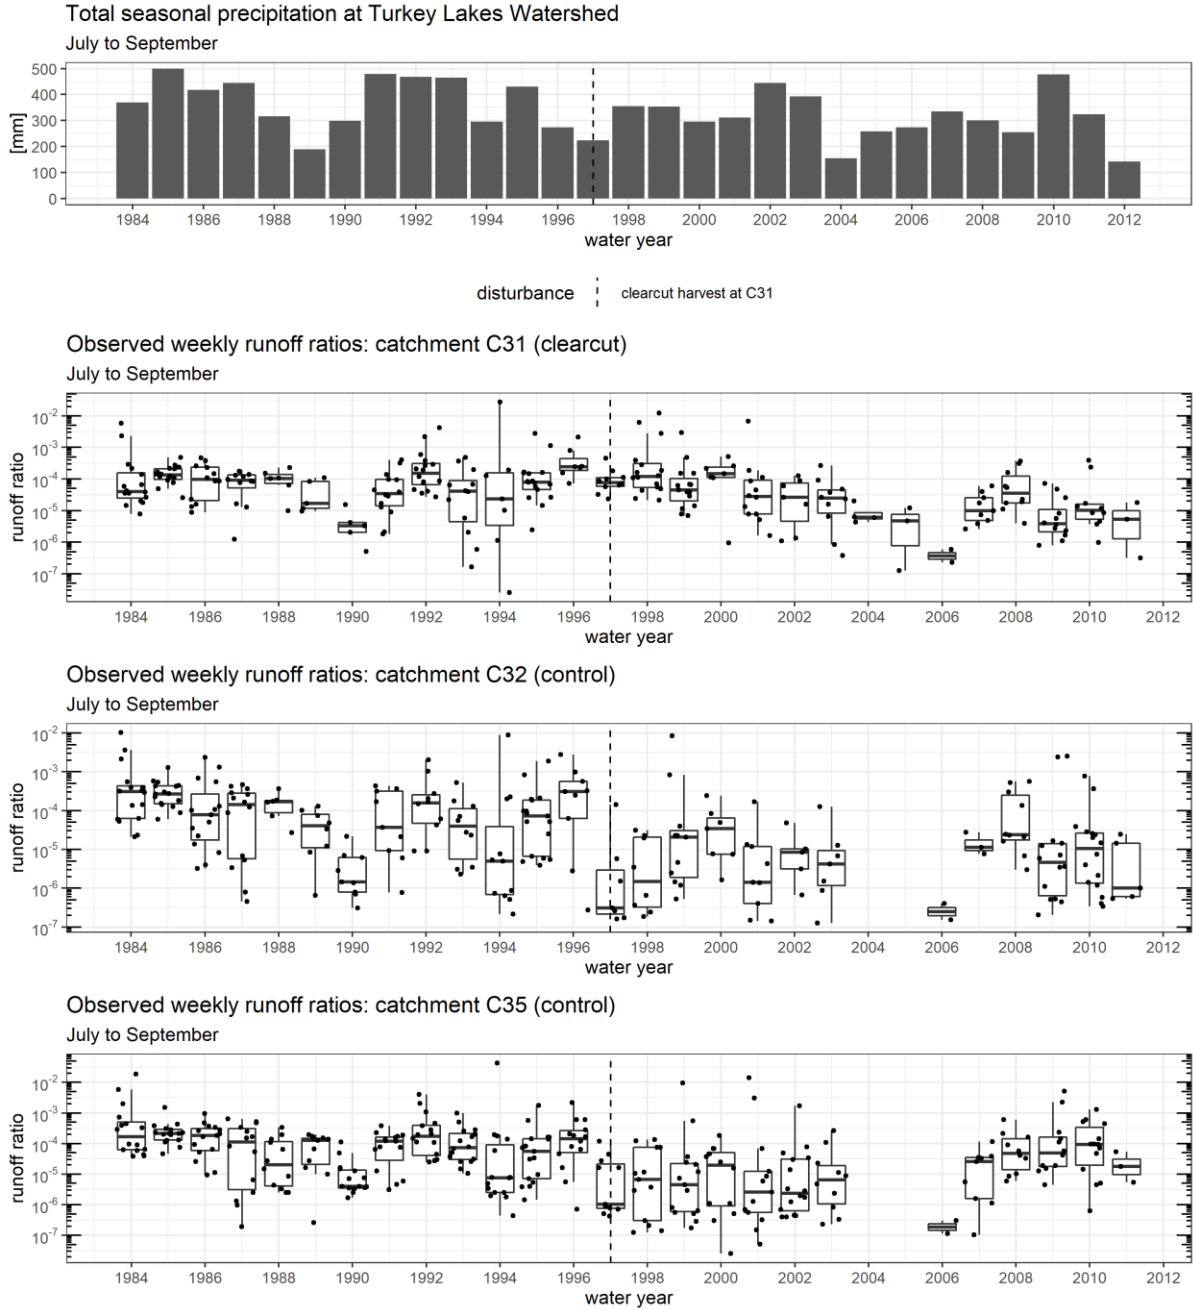 Total seasonal precipitation at Turkey Lakes Watershed
July to September
500
400
300
200
100
0
[mm]
1984 1986 1988 1990 1992 1994 1996 1998 2000 2002 2004 2006 2008 2010 2012
water year
disturbance clearcut harvest at C31
Observed weekly runoff ratios: catchment C31 (clearcut)
July to September
10-2
10-3
10-4
10-5
10-6
10-7
runoff ratio
1984 1986 1988 1990 1992 1994 1996 1998 2000 2002 2004 2006 2008 2010 2012
water year
Observed weekly runoff ratios: catchment C32 (control)
July to September
10-2
10-3
10-4
10-5
10-6
10-7
runoff ratio
1984 1986 1988 1990 1992 1994 1996 1998 2000 2002 2004 2006 2008 2010 2012
water year
Observed weekly runoff ratios: catchment C35 (control)
July to September
10-2
10-3
10-4
10-5
10-6
10-7
runoff ratio
1984 1986 1988 1990 1992 1994 1996 1998 2000 2002 2004 2006 2008 2010 2012
water year